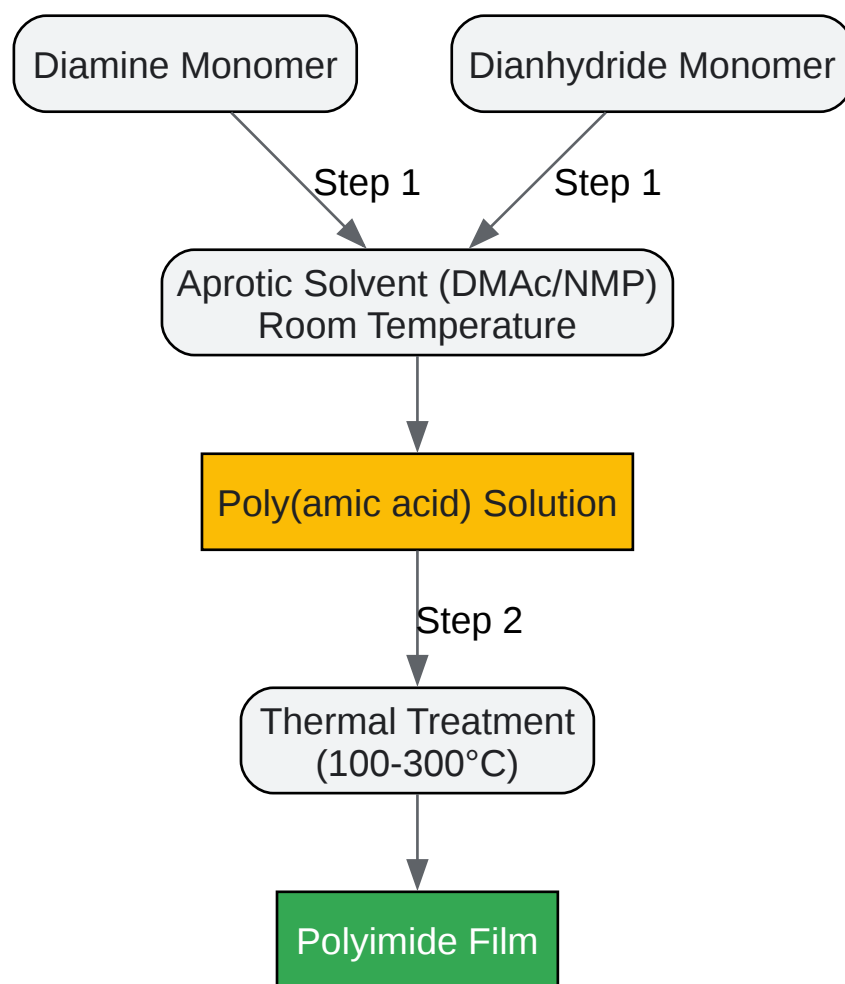 Diamine Monomer
Dianhydride Monomer
Step 1
Step 1
Aprotic Solvent (DMAc/NMP)
Room Temperature
Poly(amic acid) Solution
Step 2
Thermal Treatment
(100-300°C)
Polyimide Film